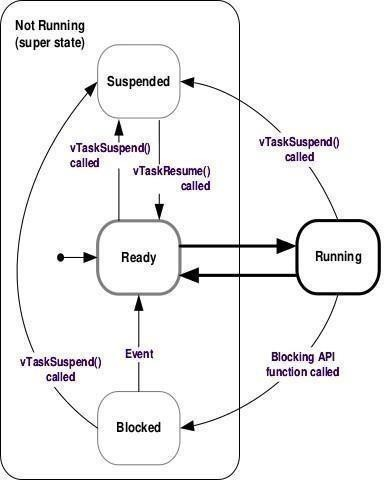 Not Running
(super state)
Suspended
vTaskSuspend()
called
vTaskSuspend()
called
vTaskResume()
called
Ready
Running
Event
vTaskSuspend()
called
Blocking API
function called
Blocked